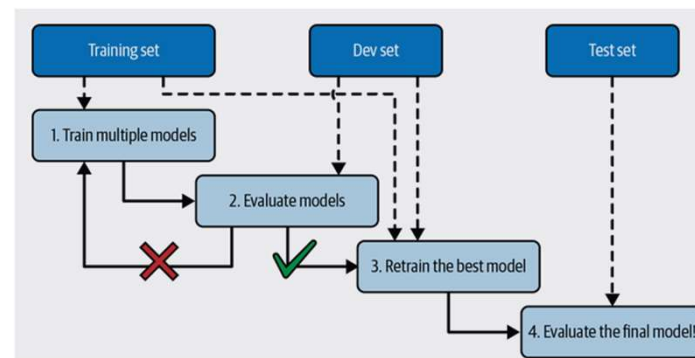 Training set
Dev set
Test set
1. Train multiple models
2. Evaluate models
3. Retrain the best model
4. Evaluate the final model!